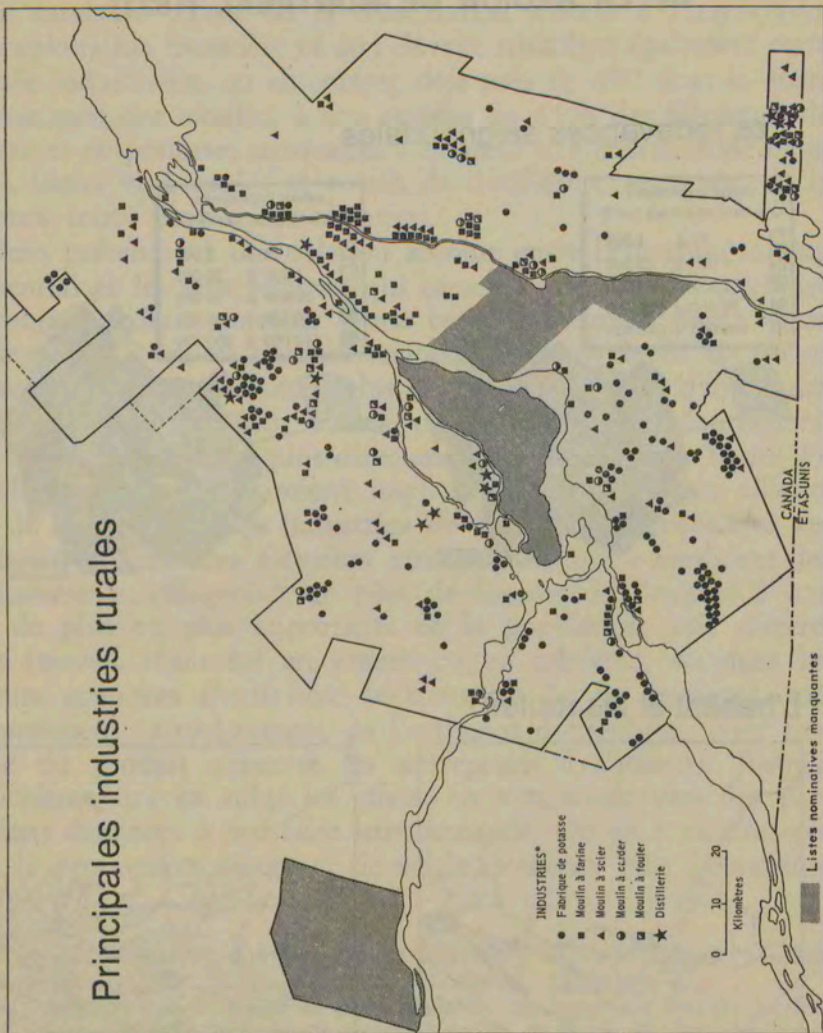 Principales industries rurales
INDUSTRIES*
Fabrique de potasse
Moulin à farine
Moulin à scier
Moulin à carder
Moulin à fouler
Distillerie
0 10 20
Kilomètres
Listes nominatives manquantes
CANADA
ÉTAS-UNIS